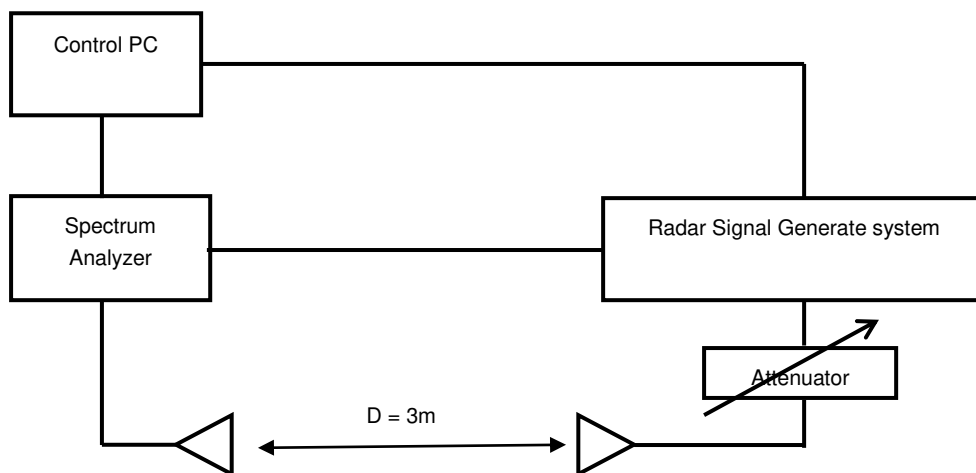 Control PC
Spectrum
Analyzer
Radar Signal Generate system
Attenuator
D = 3m